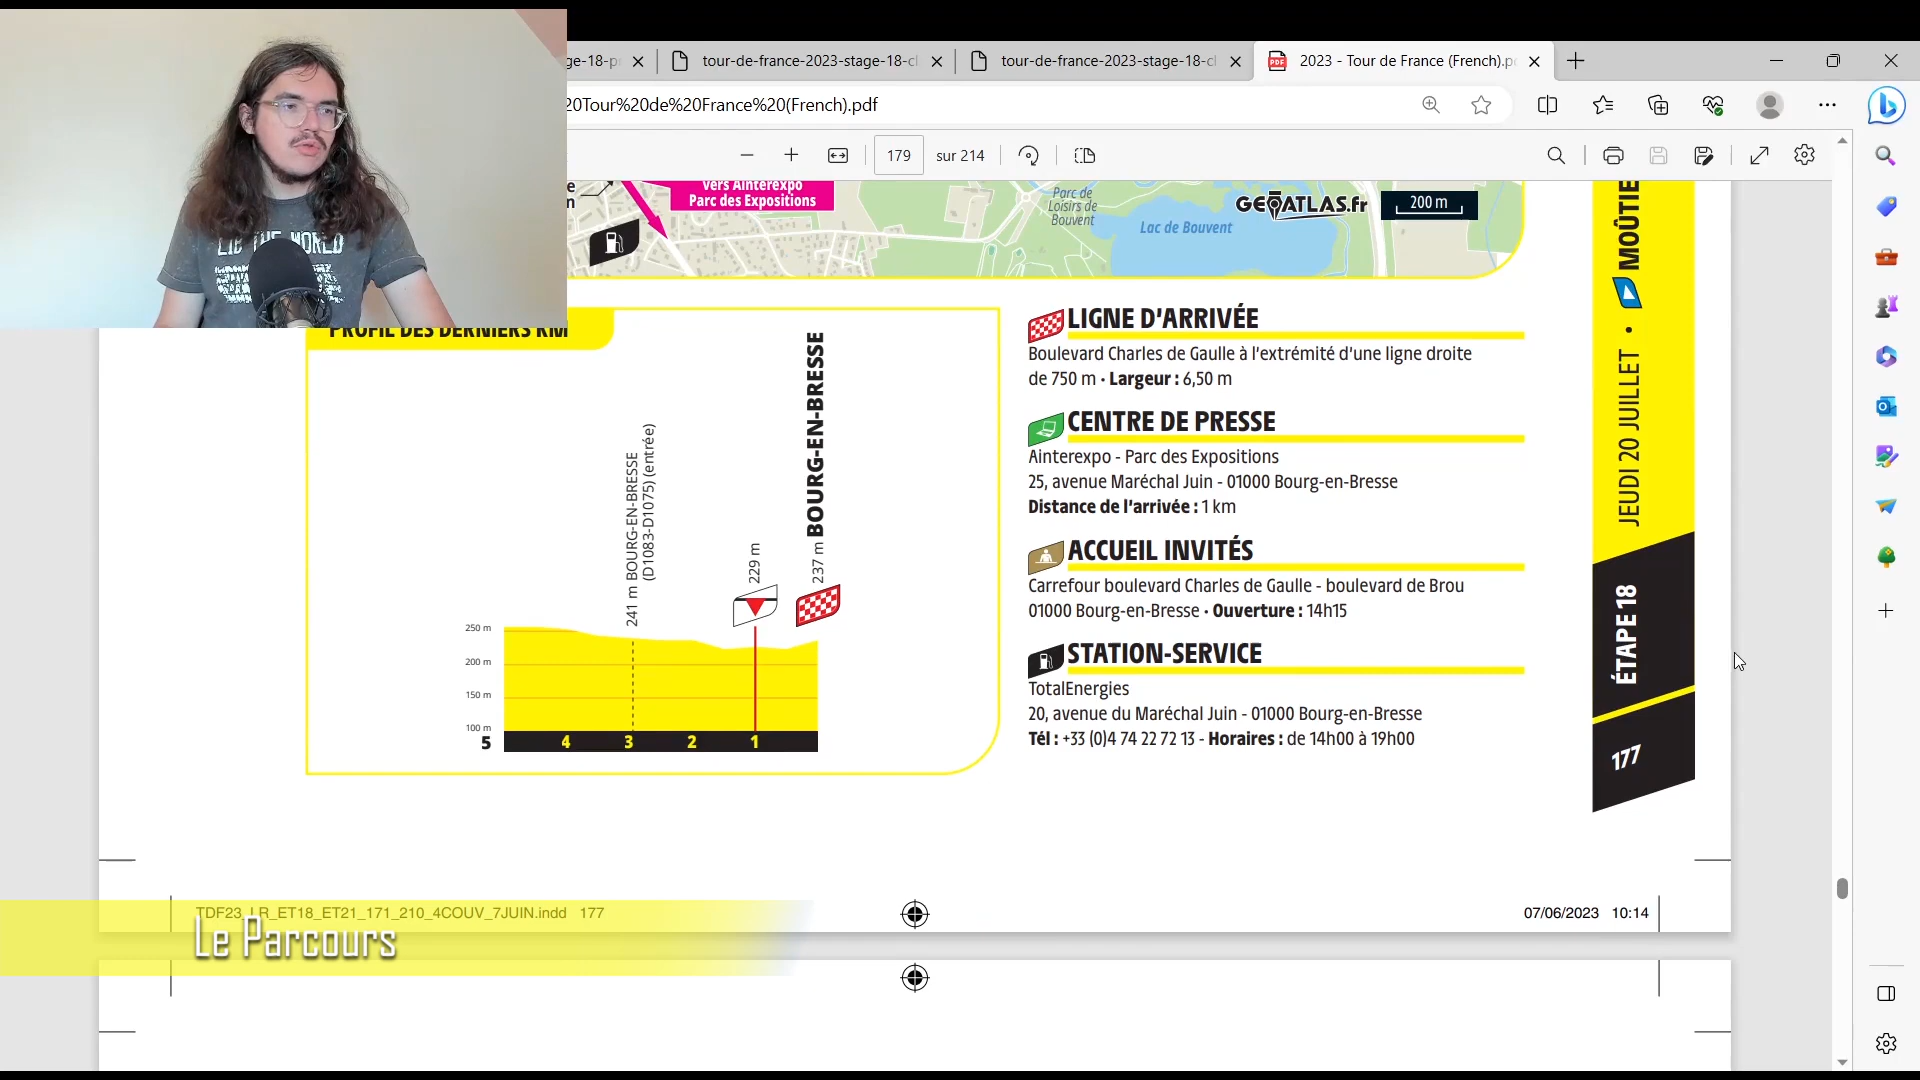 ge-18-p
tour-de-france-2023-stage-18-cl
tour-de-france-2023-stage-18-cl
2023 - Tour de France (French).p
20Tour%20de%20France%20(French).pdf
179 sur 214
Vers Ainterexpo
Parc des Expositions
Parc de
Loisirs de
Bouvent
Lac de Bouvent
GEOATLAS.fr
200 m
THE WORLD
PROFIL DES DERNIERS KM
241 m BOURG-EN-BRESSE
(D1083-D1075) (entrée)
229 m
237 m BOURG-EN-BRESSE
250 m
200 m
150 m
100 m
5 4 3 2 1
LIGNE D'ARRIVÉE
Boulevard Charles de Gaulle à l'extrémité d'une ligne droite
de 750 m • Largeur : 6,50 m
CENTRE DE PRESSE
Ainterexpo - Parc des Expositions
25, avenue Maréchal Juin - 01000 Bourg-en-Bresse
Distance de l'arrivée : 1 km
ACCUEIL INVITÉS
Carrefour boulevard Charles de Gaulle - boulevard de Brou
01000 Bourg-en-Bresse • Ouverture : 14h15
STATION-SERVICE
TotalEnergies
20, avenue du Maréchal Juin - 01000 Bourg-en-Bresse
Tél : +33 (0)4 74 22 72 13 - Horaires : de 14h00 à 19h00
JEUDI 20 JUILLET • MOÛTIE
ÉTAPE 18
177
TDF23_LR_ET18_ET21_171_210_4COUV_7JUIN.indd 177
07/06/2023 10:14
Le Parcours